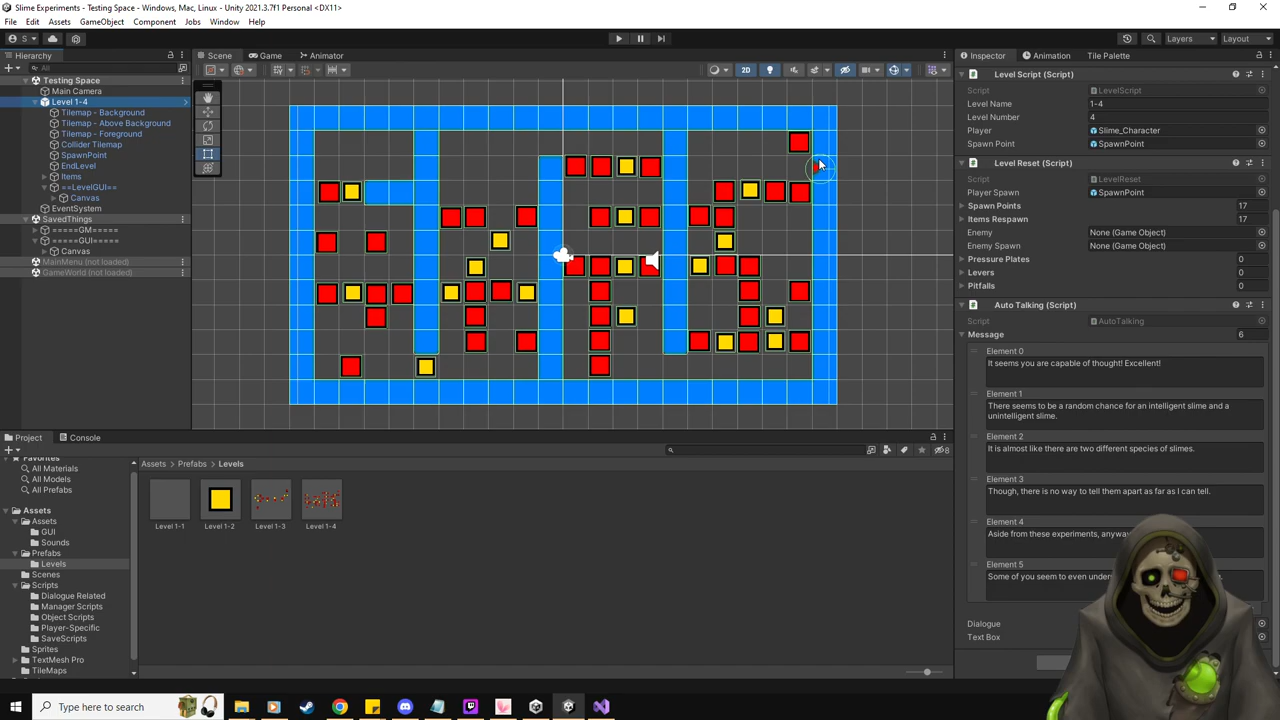 Slime Experiments - Testing Space - Windows, Mac, Linux - Unity 2021.3.7f1 Personal <DX11>
File Edit Assets GameObject Component Jobs Window Help
S Layers Layout
Hierarchy
All
Testing Space
Main Camera
Level 1-4
Tilemap - Background
Tilemap - Above Background
Tilemap - Foreground
Collider Tilemap
SpawnPoint
EndLevel
Items
==LevelGUI==
Canvas
EventSystem
SavedThings
=====GM=====
=====GUI=====
Canvas
MainMenu (not loaded)
GameWorld (not loaded)
Scene Game Animator
2D
Inspector Animation Tile Palette
Level Script (Script)
Script LevelScript
Level Name 1-4
Level Number 4
Player Slime_Character
Spawn Point SpawnPoint
Level Reset (Script)
Script LevelReset
Player Spawn SpawnPoint
Spawn Points 17
Items Respawn 17
Enemy None (Game Object)
Enemy Spawn None (Game Object)
Pressure Plates 0
Levers 0
Pitfalls 0
Auto Talking (Script)
Script AutoTalking
Message 6
Element 0
It seems you are capable of thought! Excellent!
Element 1
There seems to be a random chance for an intelligent slime and a
unintelligent slime.
Element 2
It is almost like there are two different species of slimes.
Element 3
Though, there is no way to tell them apart as far as I can tell.
Element 4
Aside from these experiments, anyway
Element 5
Some of you seem to even
Dialogue
Text Box
Project Console
8
Favorites
All Materials
All Models
All Prefabs
Assets
Assets
GUI
Sounds
Prefabs
Levels
Scenes
Scripts
Dialogue Related
Manager Scripts
Object Scripts
Player-Specific
SaveScripts
Sprites
TextMesh Pro
TileMaps
Assets > Prefabs > Levels
Level 1-1 Level 1-2 Level 1-3 Level 1-4
Type here to search